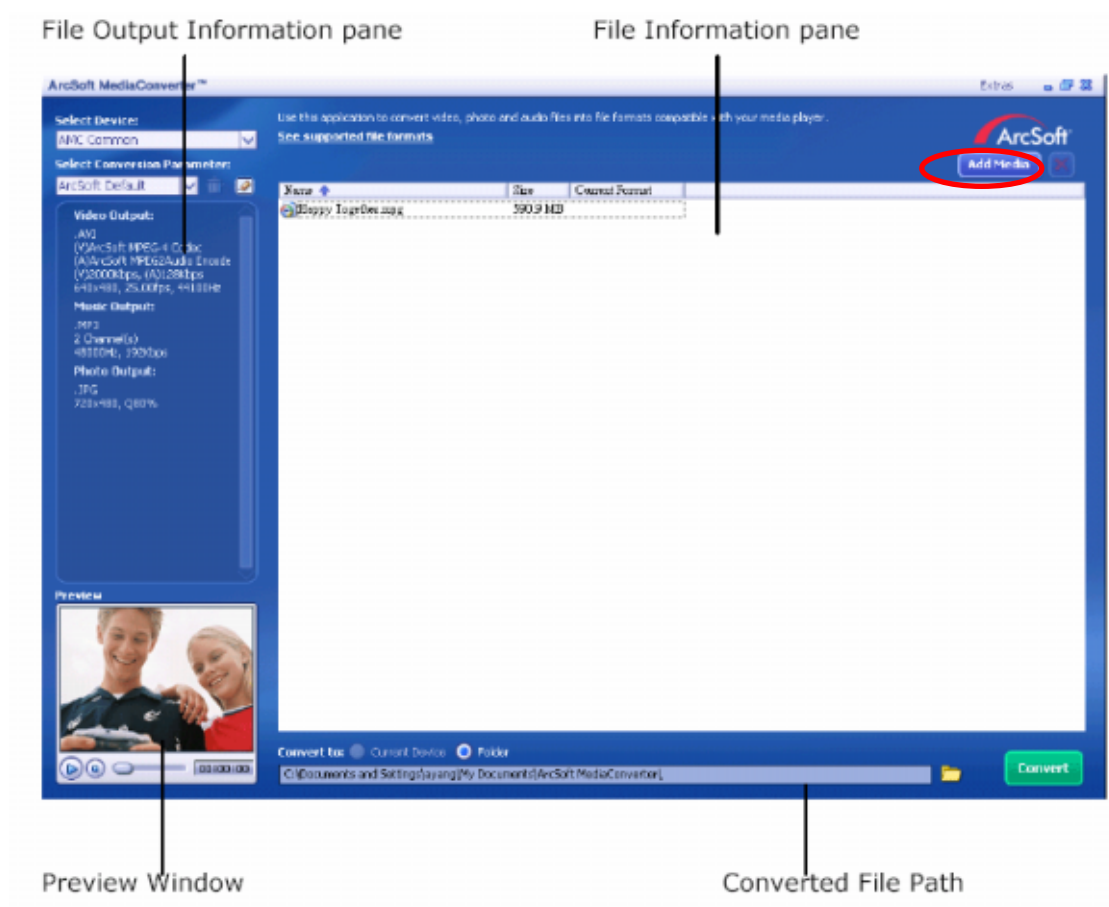 File Output Information pane
File Information pane
ArcSoft MediaConverter™
Extras
Select Device:
Use this application to convert video, photo and audio files into file formats compatible with your media player.
AMC Common
See supported file formats
ArcSoft
Select Conversion Parameter:
Add Media
ArcSoft Default
Name
Size
Current Format
Happy Together.mpg
590.9 MB
Video Output:
.AVI
(V)ArcSoft MPEG-4 Codec
(A)ArcSoft MPEG2Audio Encode
(V)2000kbps, (A)128kbps
640x480, 25.00fps, 44100Hz
Music Output:
.MP3
2 Channel(s)
48000Hz, 192kbps
Photo Output:
.JPG
720x480, Q80%
Preview
Convert to:
Current Device
Folder
00:00:00
C:\Documents and Settings\ayang\My Documents\ArcSoft MediaConverter\
Convert
Preview Window
Converted File Path